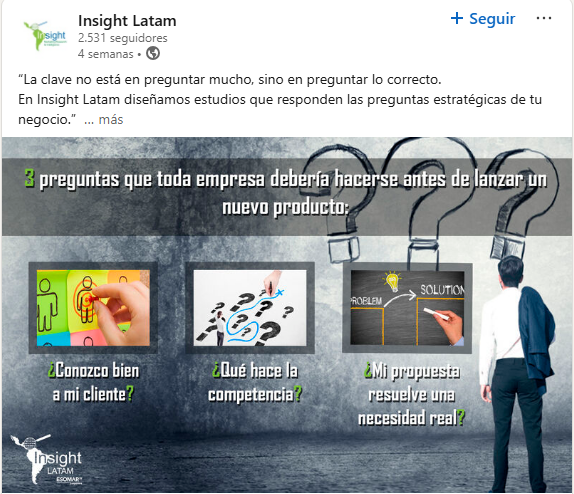 Insight Latam
+ Seguir
2.531 seguidores
4 semanas •
“La clave no está en preguntar mucho, sino en preguntar lo correcto.
En Insight Latam diseñamos estudios que responden las preguntas estratégicas de tu
negocio.” ... más
3 preguntas que toda empresa debería hacerse antes de lanzar un
nuevo producto:
PROBLEM
SOLUTION
¿Conozco bien
a mi cliente?
¿Qué hace la
competencia?
¿Mi propuesta
resuelve una
necesidad real?
Insight
LATAM
ESOMAR